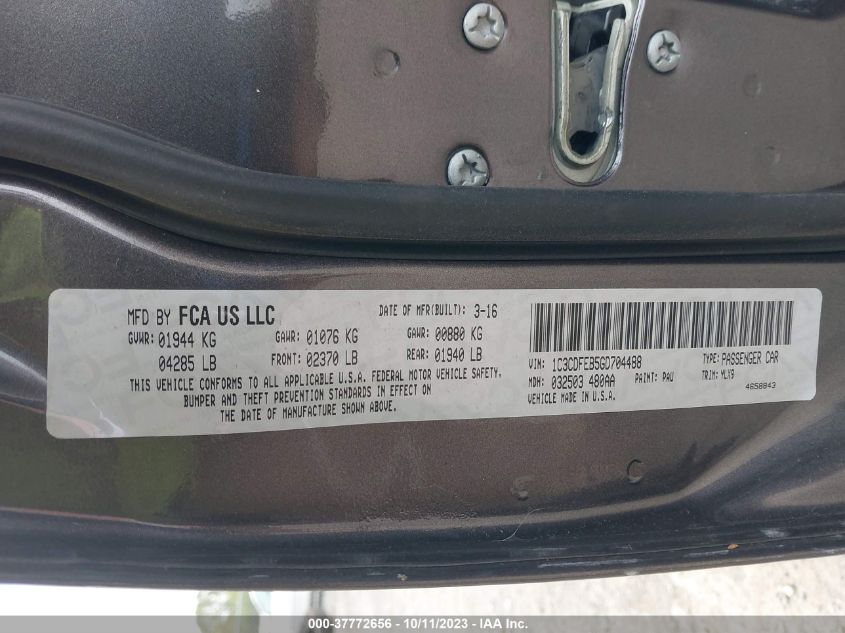 MFD BY FCA US LLC
DATE OF MFR(BUILT): 3-16
GVWR: 01944 KG
GAWR: 01076 KG
GAWR: 00880 KG
04285 LB
FRONT: 02370 LB
REAR: 01940 LB
THIS VEHICLE CONFORMS TO ALL APPLICABLE U.S.A. FEDERAL MOTOR VEHICLE SAFETY,
BUMPER AND THEFT PREVENTION STANDARDS IN EFFECT ON
THE DATE OF MANUFACTURE SHOWN ABOVE.
VIN: 1C3CDFEB5GD704488
TYPE: PASSENGER CAR
MDH: 032503 480AA
PAINT: PAU
TRIM: VLX9
VEHICLE MADE IN U.S.A.
4658843
C
000-37772656 - 10/11/2023 - IAA Inc.